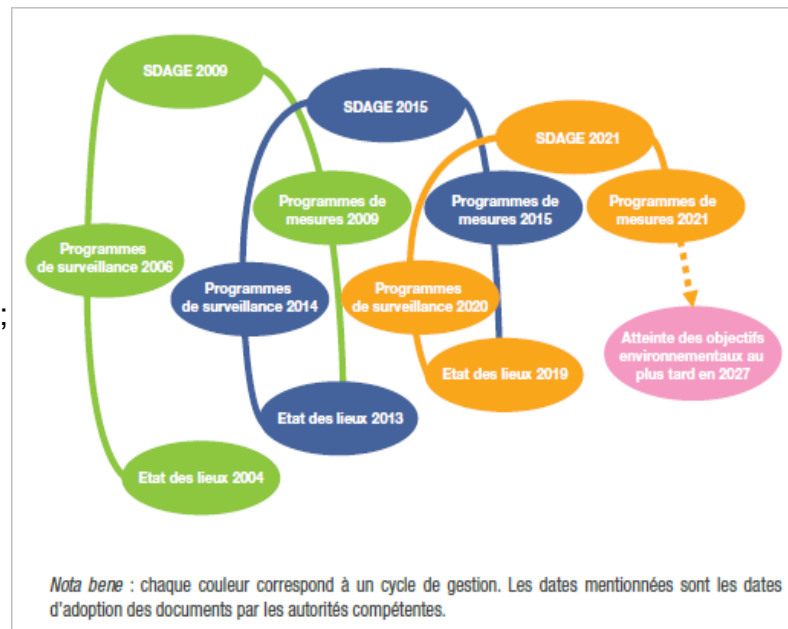 SDAGE 2009
SDAGE 2015
SDAGE 2021
Programmes de
mesures 2009
Programmes de
mesures 2015
Programmes de
mesures 2021
Programmes
de surveillance 2006
Programmes
de surveillance 2014
Programmes
de surveillance 2020
;
Atteinte des objectifs
environnementaux au
plus tard en 2027
Etat des lieux 2019
Etat des lieux 2013
Etat des lieux 2004
Nota bene : chaque couleur correspond à un cycle de gestion. Les dates mentionnées sont les dates
d'adoption des documents par les autorités compétentes.